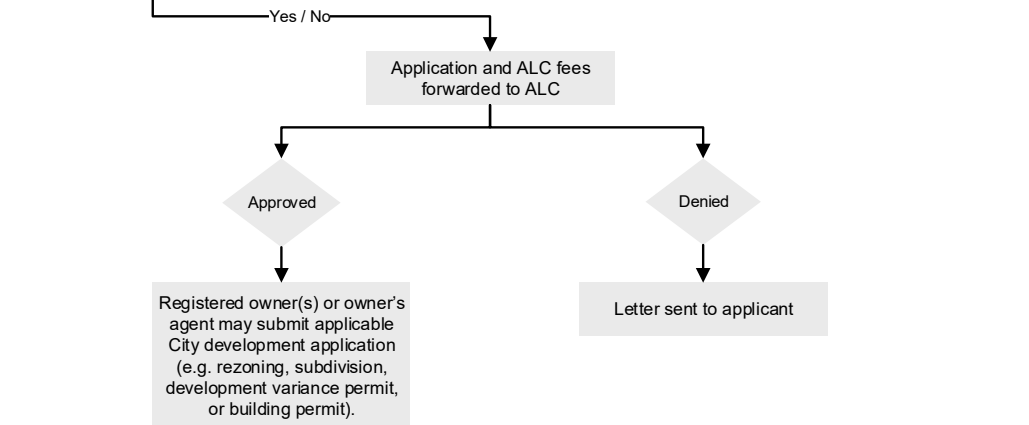 Yes / No
Application and ALC fees
forwarded to ALC
Approved
Denied
Registered owner(s) or owner’s
agent may submit applicable
City development application
(e.g. rezoning, subdivision,
development variance permit,
or building permit).
Letter sent to applicant